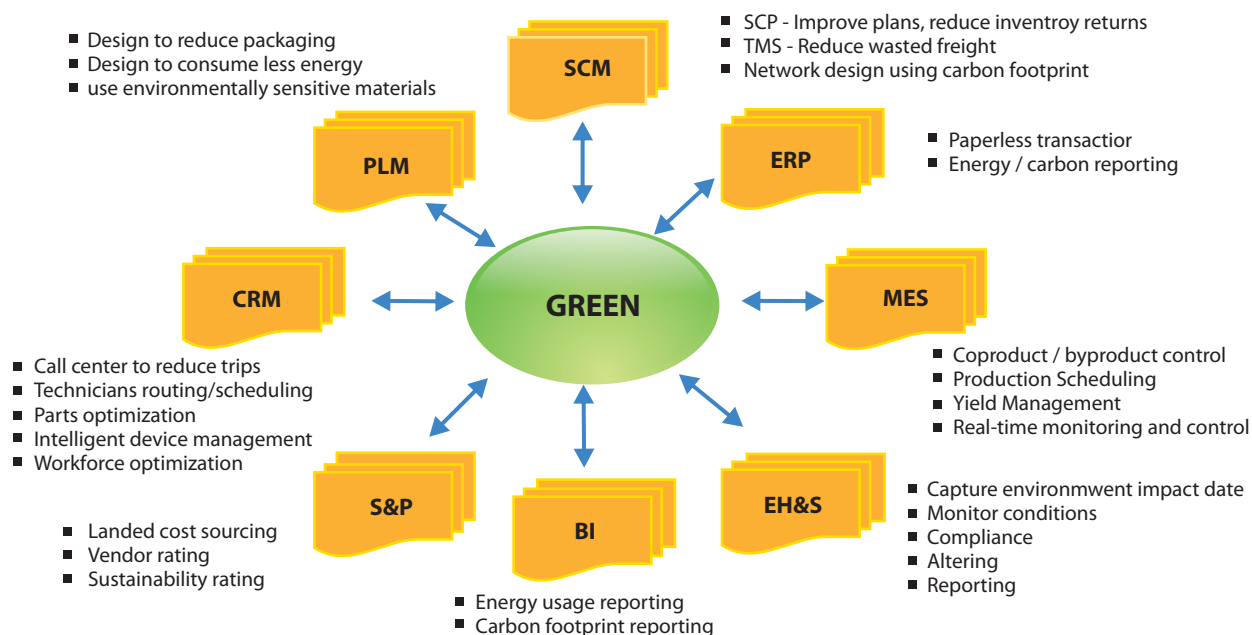 SCM
■ SCP - Improve plans, reduce inventroy returns
■ TMS - Reduce wasted freight
■ Network design using carbon footprint
■ Design to reduce packaging
■ Design to consume less energy
■ use environmentally sensitive materials
PLM
ERP
■ Paperless transactior
■ Energy / carbon reporting
CRM
GREEN
MES
■ Call center to reduce trips
■ Technicians routing/scheduling
■ Parts optimization
■ Intelligent device management
■ Workforce optimization
■ Coproduct / byproduct control
■ Production Scheduling
■ Yield Management
■ Real-time monitoring and control
S&P
■ Landed cost sourcing
■ Vendor rating
■ Sustainability rating
BI
■ Energy usage reporting
■ Carbon footprint reporting
EH&S
■ Capture environmwent impact date
■ Monitor conditions
■ Compliance
■ Altering
■ Reporting